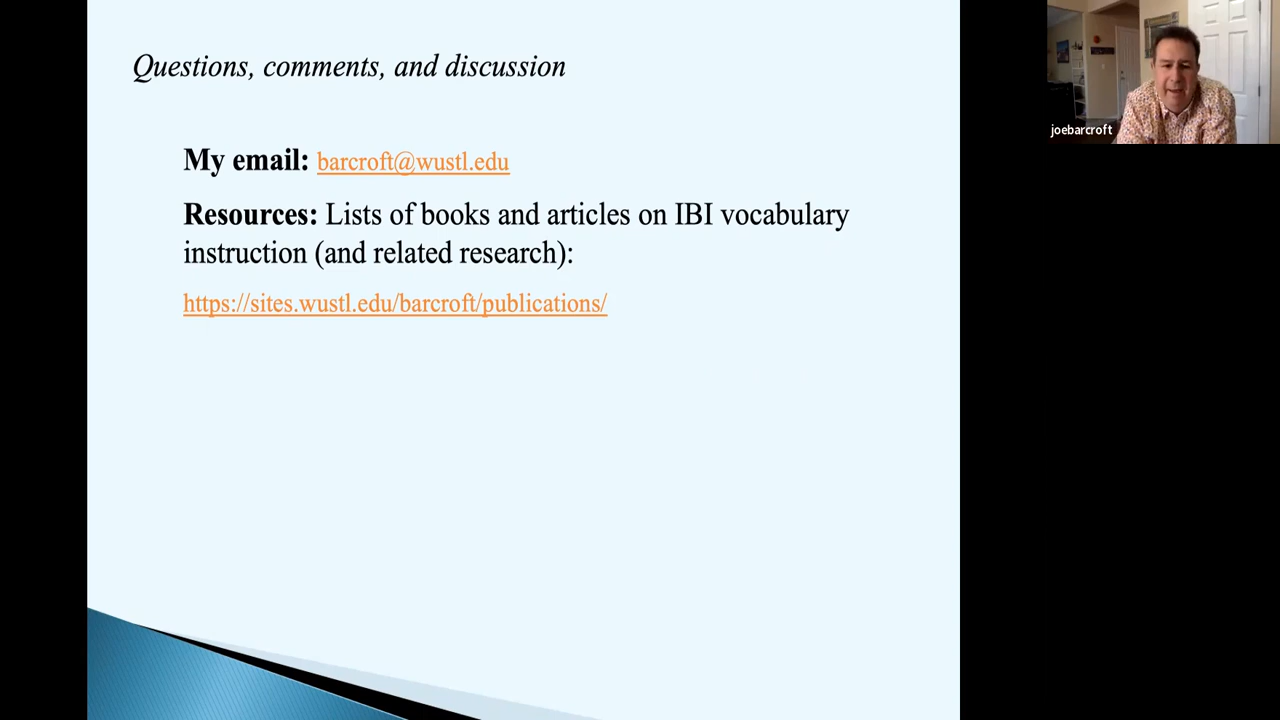 Questions, comments, and discussion
My email: barcroft@wustl.edu
Resources: Lists of books and articles on IBI vocabulary
instruction (and related research):
https://sites.wustl.edu/barcroft/publications/
joebarcroft